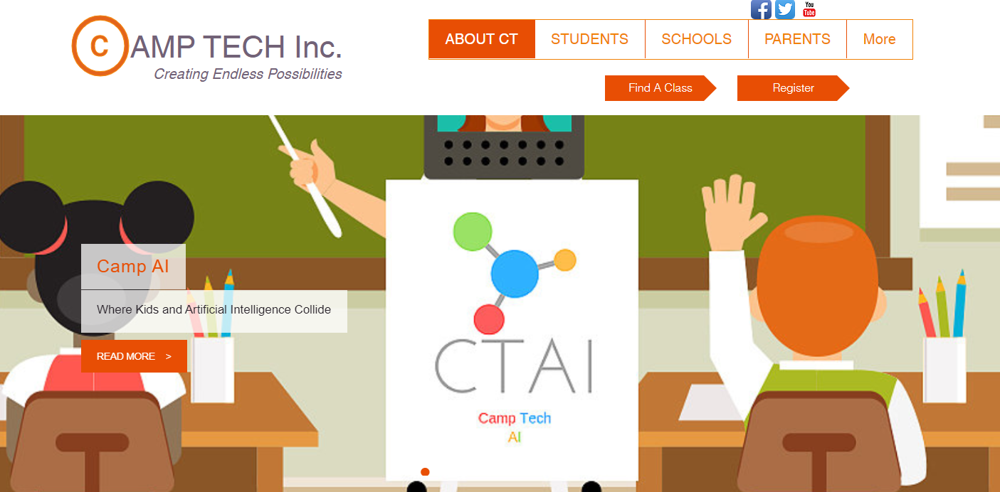 CAMP TECH Inc.
Creating Endless Possibilities
You
Tube
ABOUT CT
STUDENTS
SCHOOLS
PARENTS
More
Find A Class
Register
Camp AI
Where Kids and Artificial Intelligence Collide
READ MORE >
CTAI
Camp Tech
AI